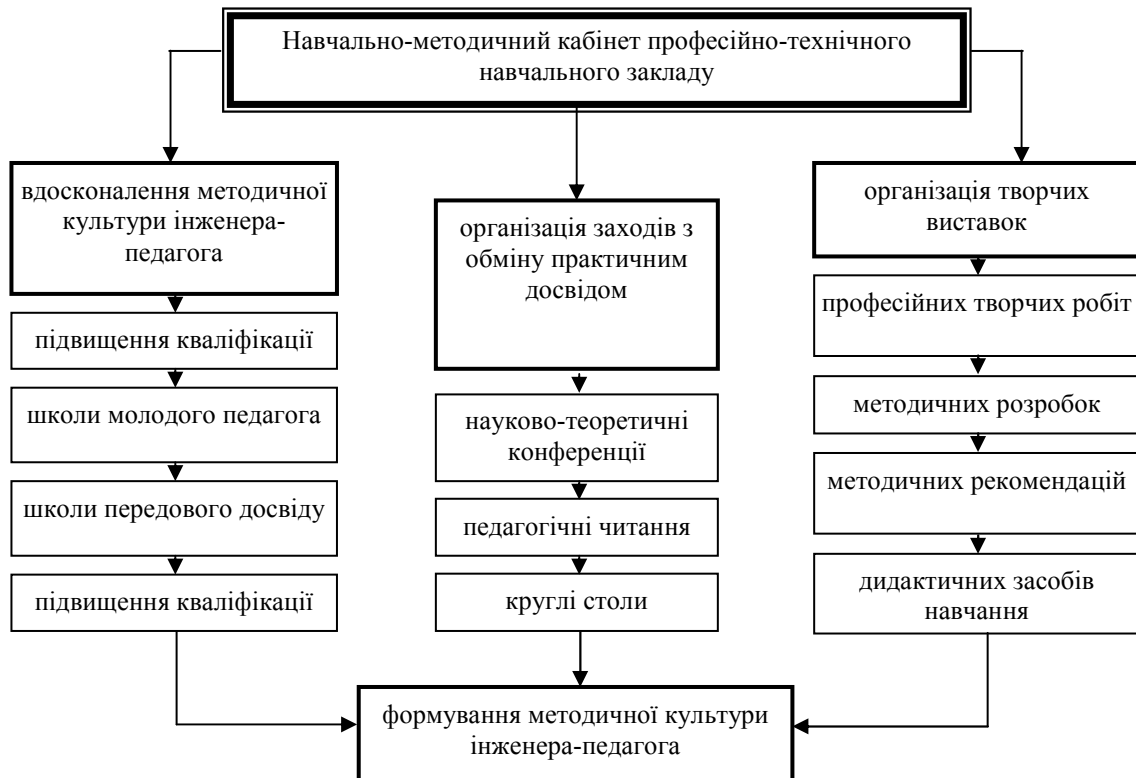 Навчально-методичний кабінет професійно-технічного
навчального закладу
вдосконалення методичної
культури інженера-
педагога
підвищення кваліфікації
школи молодого педагога
школи передового досвіду
підвищення кваліфікації
організація заходів з
обміну практичним
досвідом
науково-теоретичні
конференції
педагогічні читання
круглі столи
організація творчих
виставок
професійних творчих робіт
методичних розробок
методичних рекомендацій
дидактичних засобів
навчання
формування методичної культури
інженера-педагога